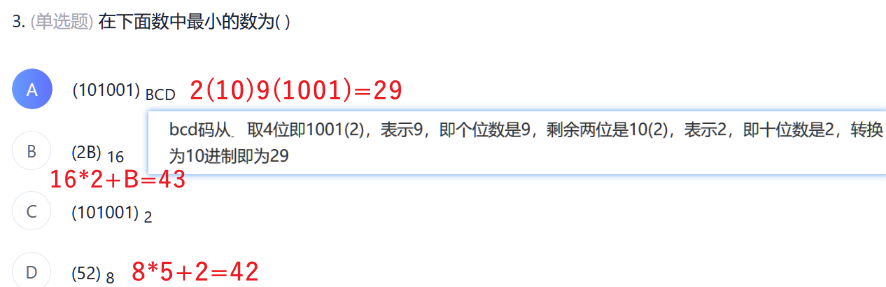 3. (单选题) 在下面数中最小的数为( )
A (101001) BCD 2(10)9(1001)=29
bcd码从 取4位即1001(2)，表示9，即个位数是9，剩余两位是10(2)，表示2，即十位数是2，转换
B (2B) 16 为10进制即为29
16*2+B=43
C (101001) 2
D (52) 8 8*5+2=42